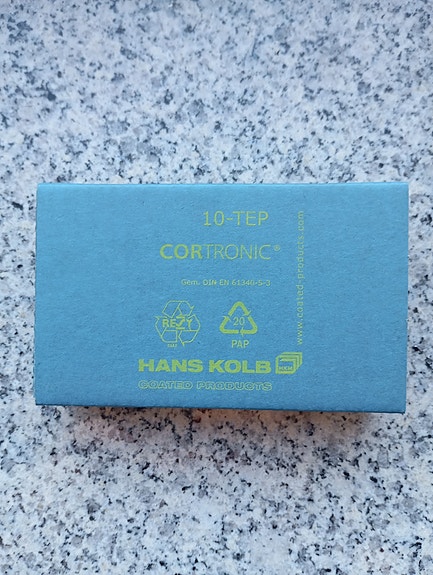 10-TEP
CORTRONIC®
Gem. DIN EN 61340-5-3
www.coated-products.com
RESY
20
PAP
HANS KOLB
HKW
COATED PRODUCTS